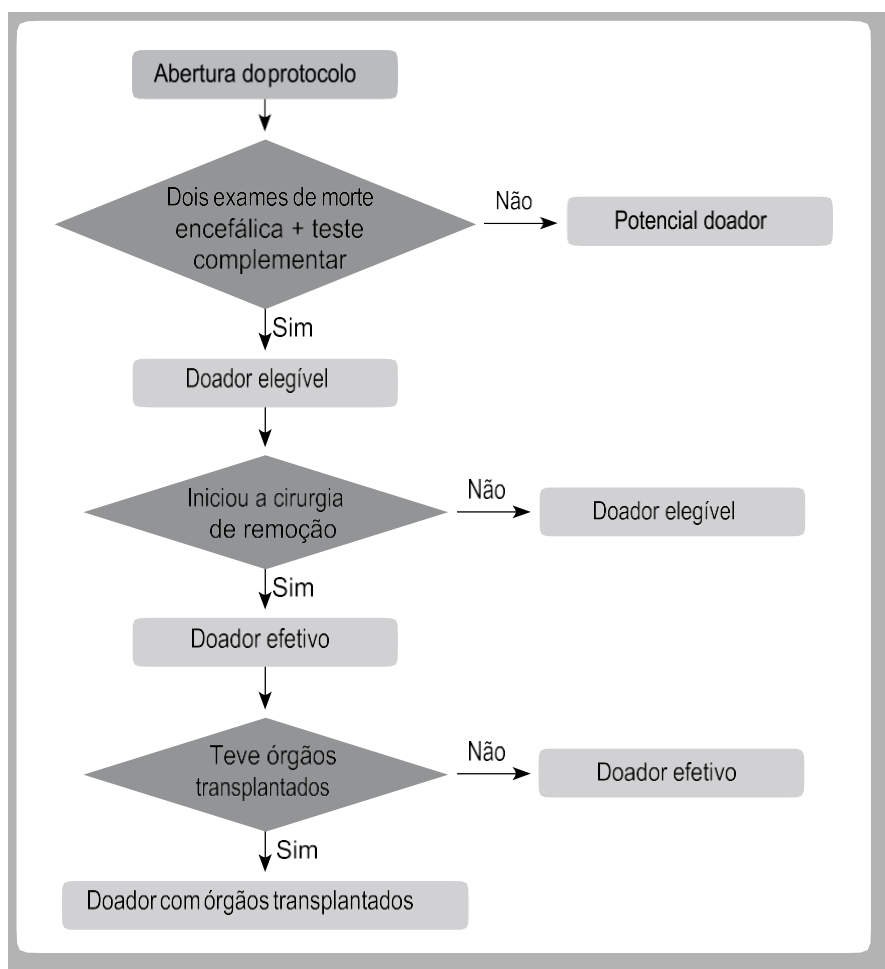 Abertura do protocolo
Dois exames de morte
encefálica + teste
complementar
Não
Potencial doador
Sim
Doador elegível
Iniciou a cirurgia
de remoção
Não
Doador elegível
Sim
Doador efetivo
Teve órgãos
transplantados
Não
Doador efetivo
Sim
Doador com órgãos transplantados